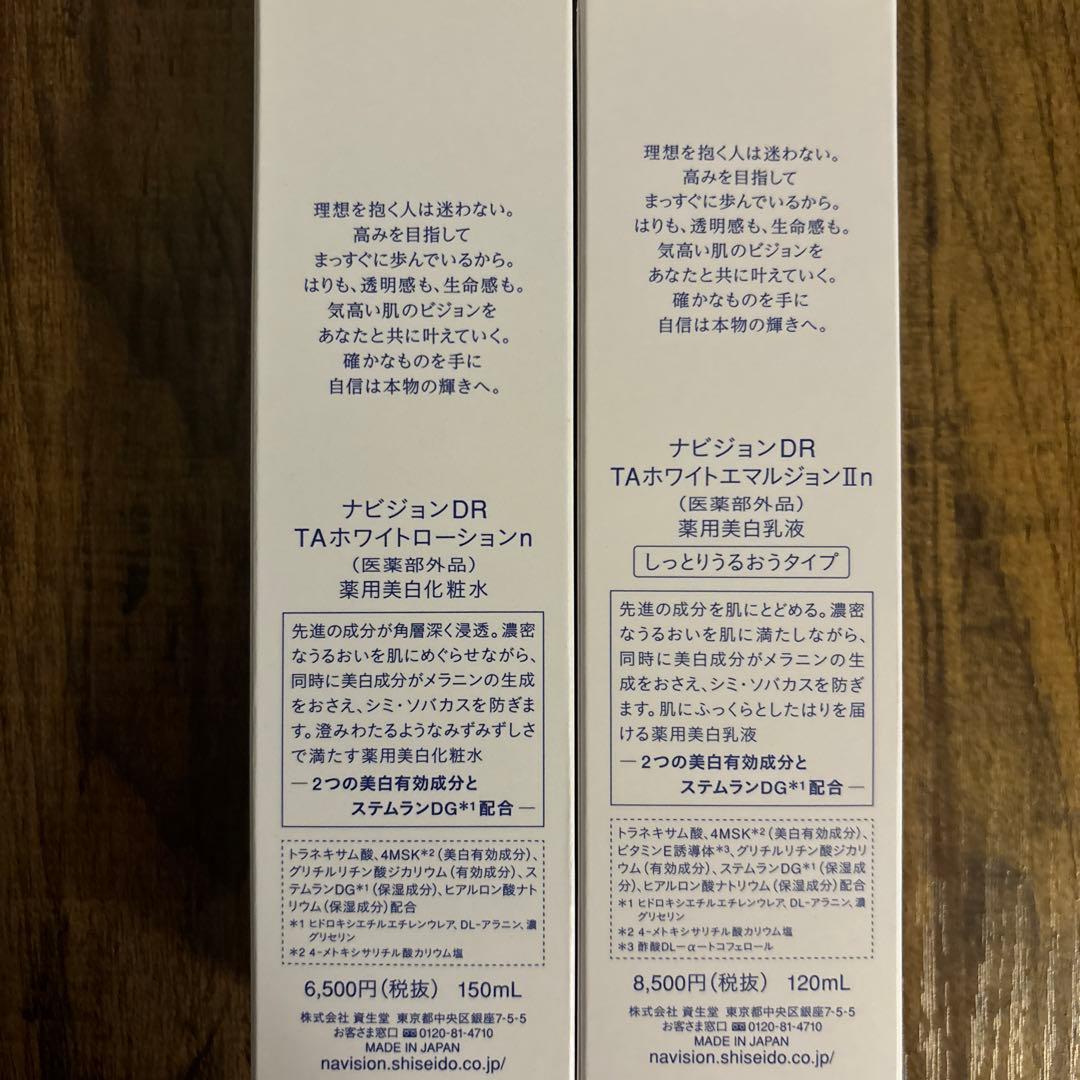 理想を抱く人は迷わない。
高みを目指して
まっすぐに歩んでいるから。
はりも、透明感も、生命感も。
気高い肌のビジョンを
あなたと共に叶えていく。
確かなものを手に
自信は本物の輝きへ。
ナビジョンDR
TAホワイトローションn
（医薬部外品）
薬用美白化粧水
先進の成分が角層深く浸透。濃密
なうるおいを肌にめぐらせながら、
同時に美白成分がメラニンの生成
をおさえ、シミ・ソバカスを防ぎま
す。澄みわたるようなみずみずしさ
で満たす薬用美白化粧水
― 2つの美白有効成分と
ステムランDG*1配合 ―
トラネキサム酸、4MSK*2（美白有効成分）、
グリチルリチン酸ジカリウム（有効成分）、ス
テムランDG*1（保湿成分）、ヒアルロン酸ナト
リウム（保湿成分）配合
*1 ヒドロキシエチルエチレンウレア、DL-アラニン、濃
グリセリン
*2 4-メトキシサリチル酸カリウム塩
6,500円（税抜） 150mL
株式会社 資生堂 東京都中央区銀座7-5-5
お客さま窓口 0120-81-4710
MADE IN JAPAN
navision.shiseido.co.jp/
理想を抱く人は迷わない。
高みを目指して
まっすぐに歩んでいるから。
はりも、透明感も、生命感も。
気高い肌のビジョンを
あなたと共に叶えていく。
確かなものを手に
自信は本物の輝きへ。
ナビジョンDR
TAホワイトエマルジョンⅡn
（医薬部外品）
薬用美白乳液
しっとりうるおうタイプ
先進の成分を肌にとどめる。濃密
なうるおいを肌に満たしながら、
同時に美白成分がメラニンの生
成をおさえ、シミ・ソバカスを防ぎ
ます。肌にふっくらとしたはりを届
ける薬用美白乳液
― 2つの美白有効成分と
ステムランDG*1配合 ―
トラネキサム酸、4MSK*2（美白有効成分）、
ビタミンE誘導体*3、グリチルリチン酸ジカリ
ウム（有効成分）、ステムランDG*1（保湿成
分）、ヒアルロン酸ナトリウム（保湿成分）配合
*1 ヒドロキシエチルエチレンウレア、DL-アラニン、濃
グリセリン
*2 4-メトキシサリチル酸カリウム塩
*3 酢酸DL-α-トコフェロール
8,500円（税抜） 120mL
株式会社 資生堂 東京都中央区銀座7-5-5
お客さま窓口 0120-81-4710
MADE IN JAPAN
navision.shiseido.co.jp/